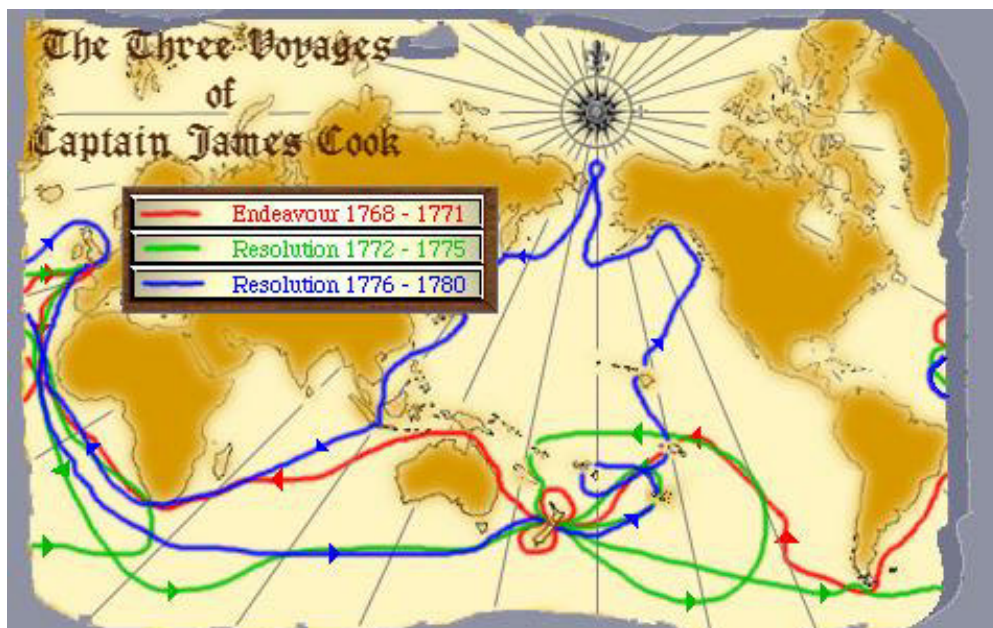 The Three Voyages
of
Captain James Cook
Endeavour 1768 - 1771
Resolution 1772 - 1775
Resolution 1776 - 1780